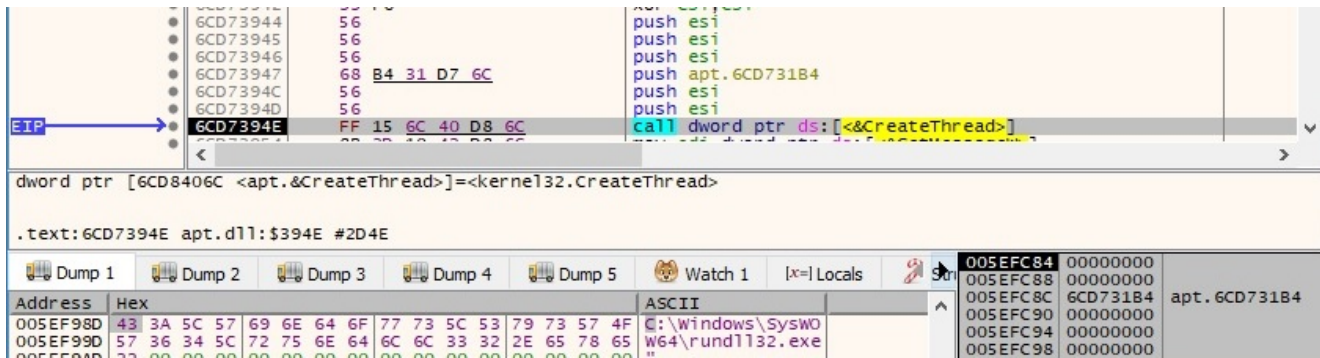 6CD73944 56 push esi
6CD73945 56 push esi
6CD73946 56 push esi
6CD73947 68 B4 31 D7 6C push apt.6CD731B4
6CD7394C 56 push esi
6CD7394D 56 push esi
EIP 6CD7394E FF 15 6C 40 D8 6C call dword ptr ds:[<&CreateThread>]
dword ptr [6CD8406C <apt.&CreateThread>]=<kernel32.CreateThread>
.text:6CD7394E apt.dll:$394E #2D4E
Dump 1 Dump 2 Dump 3 Dump 4 Dump 5 Watch 1 [x=] Locals
Address Hex ASCII
005EF98D 43 3A 5C 57 69 6E 64 6F 77 73 5C 53 79 73 57 4F C:\Windows\SysWO
005EF99D 57 36 34 5C 72 75 6E 64 6C 6C 33 32 2E 65 78 65 W64\rundll32.exe
005EFC84 00000000
005EFC88 00000000
005EFC8C 6CD731B4 apt.6CD731B4
005EFC90 00000000
005EFC94 00000000
005EFC98 00000000